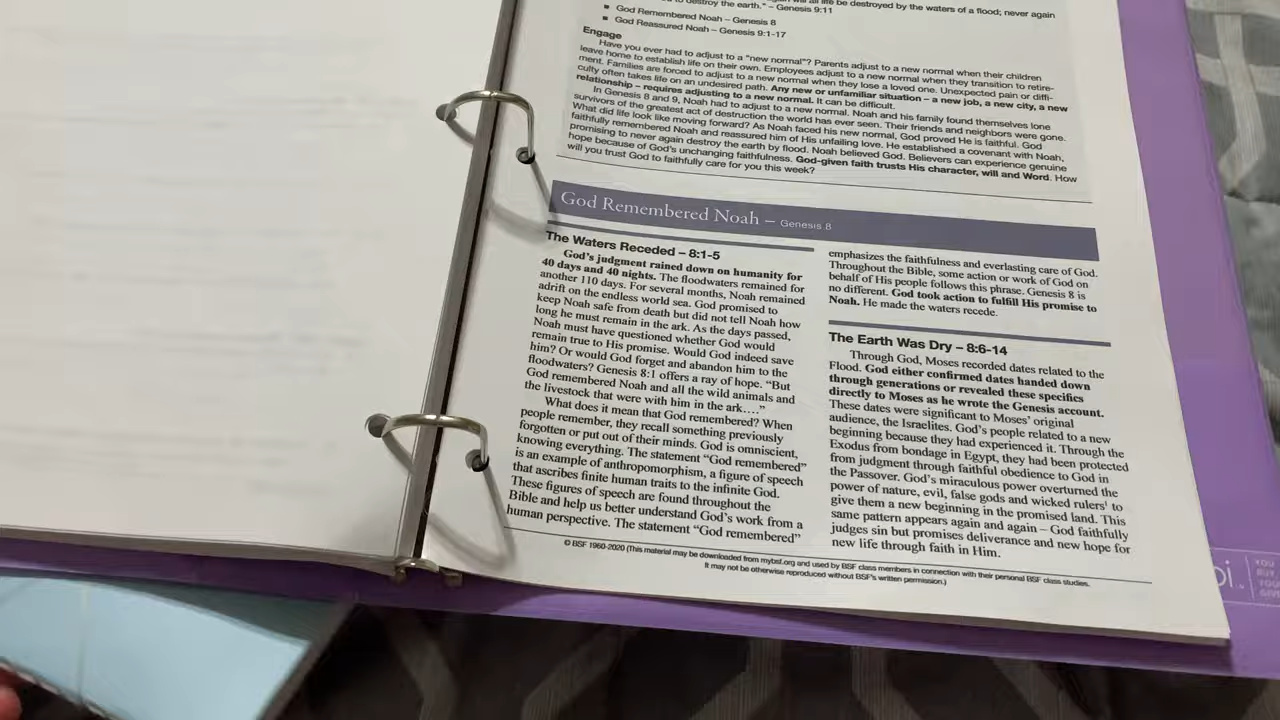 will all life be destroyed by the waters of a flood; never again
to destroy the earth." – Genesis 9:11
▪ God Remembered Noah – Genesis 8
▪ God Reassured Noah – Genesis 9:1-17
Engage
Have you ever had to adjust to a "new normal"? Parents adjust to a new normal when their children
leave home to establish life on their own. Employees adjust to a new normal when they transition to retire-
ment. Families are forced to adjust to a new normal when they lose a loved one. Unexpected pain or diffi-
culty often takes life on an undesired path. Any new or unfamiliar situation – a new job, a new city, a new
relationship – requires adjusting to a new normal. It can be difficult.
In Genesis 8 and 9, Noah had to adjust to a new normal. Noah and his family found themselves lone
survivors of the greatest act of destruction the world has ever seen. Their friends and neighbors were gone.
What did life look like moving forward? As Noah faced his new normal, God proved He is faithful. God
faithfully remembered Noah and reassured him of His unfailing love. He established a covenant with Noah,
promising to never again destroy the earth by flood. Noah believed God. Believers can experience genuine
hope because of God's unchanging faithfulness. God-given faith trusts His character, will and Word. How
will you trust God to faithfully care for you this week?
God Remembered Noah – Genesis 8
The Waters Receded – 8:1-5
God's judgment rained down on humanity for
40 days and 40 nights. The floodwaters remained for
another 110 days. For several months, Noah remained
adrift on the endless world sea. God promised to
keep Noah safe from death but did not tell Noah how
long he must remain in the ark. As the days passed,
Noah must have questioned whether God would
remain true to His promise. Would God indeed save
him? Or would God forget and abandon him to the
floodwaters? Genesis 8:1 offers a ray of hope. "But
God remembered Noah and all the wild animals and
the livestock that were with him in the ark…."
What does it mean that God remembered? When
people remember, they recall something previously
forgotten or put out of their minds. God is omniscient,
knowing everything. The statement "God remembered"
is an example of anthropomorphism, a figure of speech
that ascribes finite human traits to the infinite God.
These figures of speech are found throughout the
Bible and help us better understand God's work from a
human perspective. The statement "God remembered"
emphasizes the faithfulness and everlasting care of God.
Throughout the Bible, some action or work of God on
behalf of His people follows this phrase. Genesis 8 is
no different. God took action to fulfill His promise to
Noah. He made the waters recede.
The Earth Was Dry – 8:6-14
Through God, Moses recorded dates related to the
Flood. God either confirmed dates handed down
through generations or revealed these specifics
directly to Moses as he wrote the Genesis account.
These dates were significant to Moses' original
audience, the Israelites. God's people related to a new
beginning because they had experienced it. Through the
Exodus from bondage in Egypt, they had been protected
from judgment through faithful obedience to God in
the Passover. God's miraculous power overturned the
power of nature, evil, false gods and wicked rulers' to
give them a new beginning in the promised land. This
same pattern appears again and again – God faithfully
judges sin but promises deliverance and new hope for
new life through faith in Him.
© BSF 1960-2020 (This material may be downloaded from mybsf.org and used by BSF class members in connection with their personal BSF class studies.
It may not be otherwise reproduced without BSF's written permission.)
YOU
BUY
YOU
GIVE